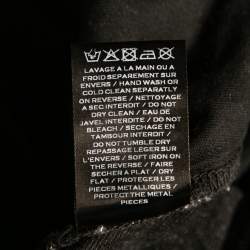 LAVAGE A LA MAIN OU A
FROID SEPAREMENT SUR
ENVERS / HAND WASH OR
COLD CLEAN SEPARATLY
ON REVERSE / NETTOYAGE
A SEC INTERDIT / DO NOT
DRY CLEAN / EAU DE
JAVEL INTERDITE / DO NOT
BLEACH / SECHAGE EN
TAMBOUR INTERDIT / DO
NOT TUMBLE DRY
REPASSAGE LEGER SUR
L'ENVERS / SOFT IRON ON
THE REVERSE / FAIRE
SECHER A PLAT / DRY
FLAT / PROTEGER LES
PIECES METALLIQUES /
PROTECT THE METAL
PIECES